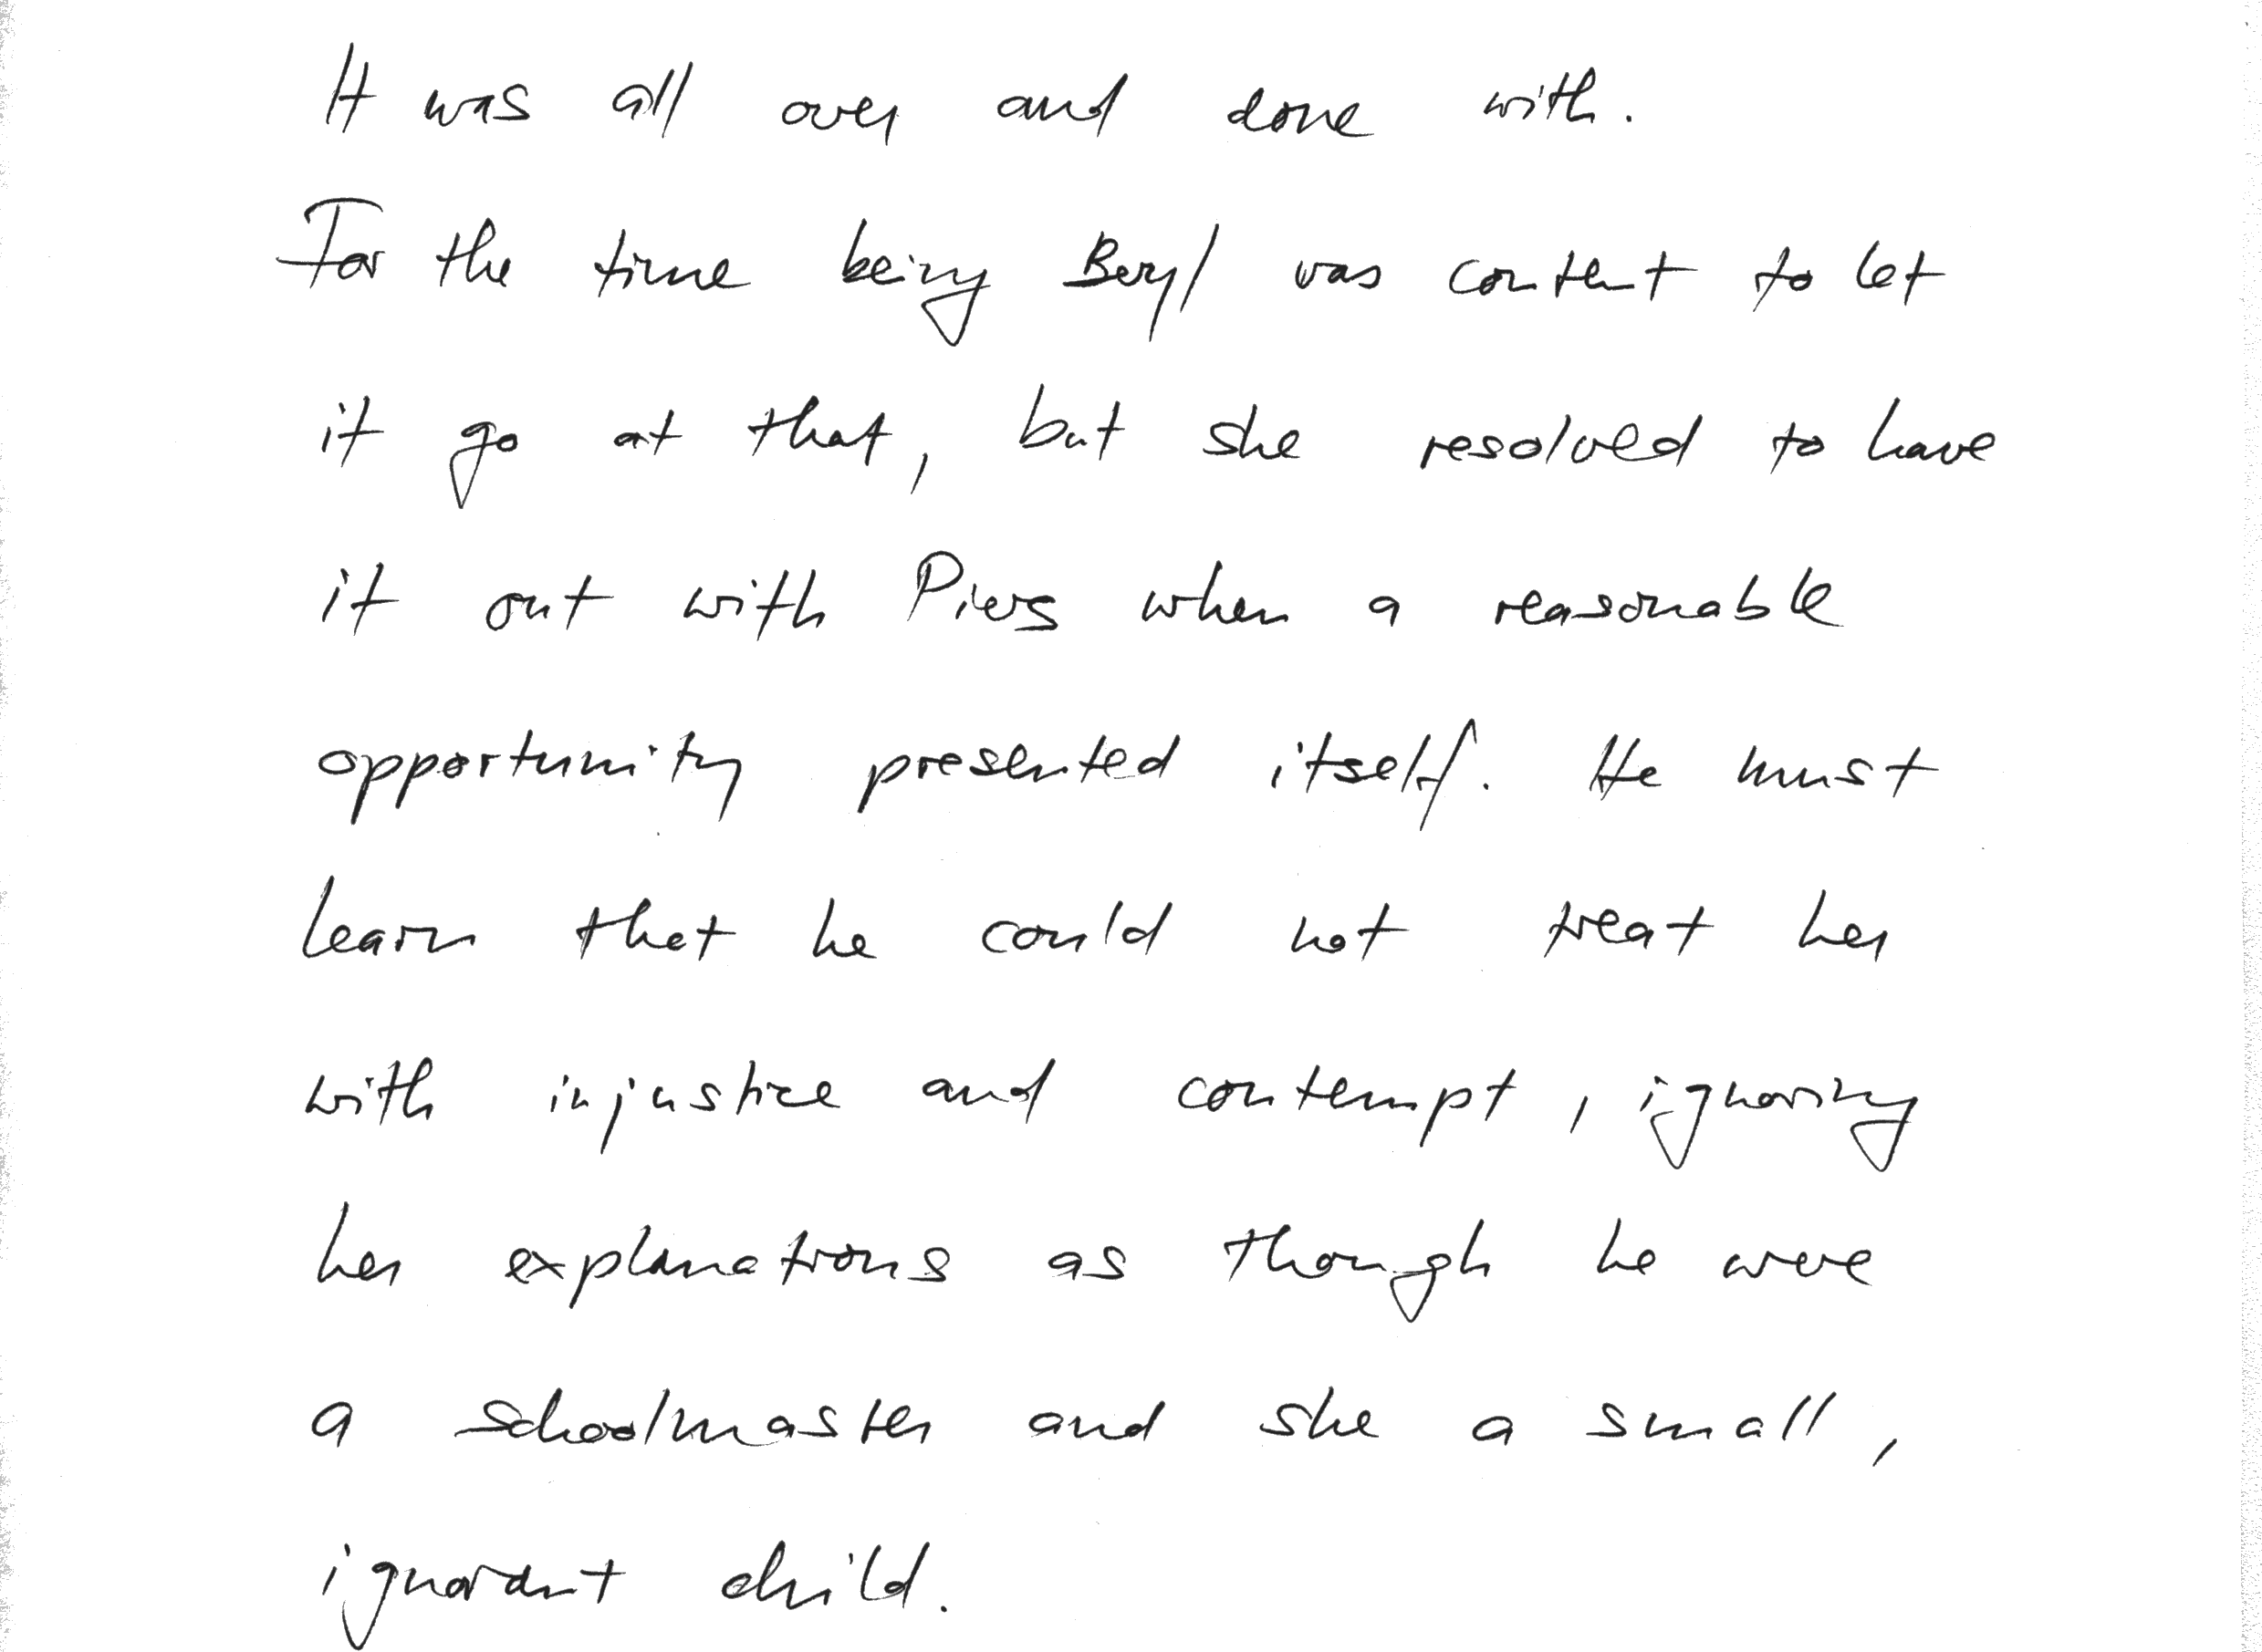 It was all over and done with.
For the time being Beryl was content to let
it go at that, but she resolved to have
it out with Piers when a reasonable
opportunity presented itself. He must
learn that he could not treat her
with injustice and contempt, ignoring
her explanations as though he were
a schoolmaster and she a small,
ignorant child.